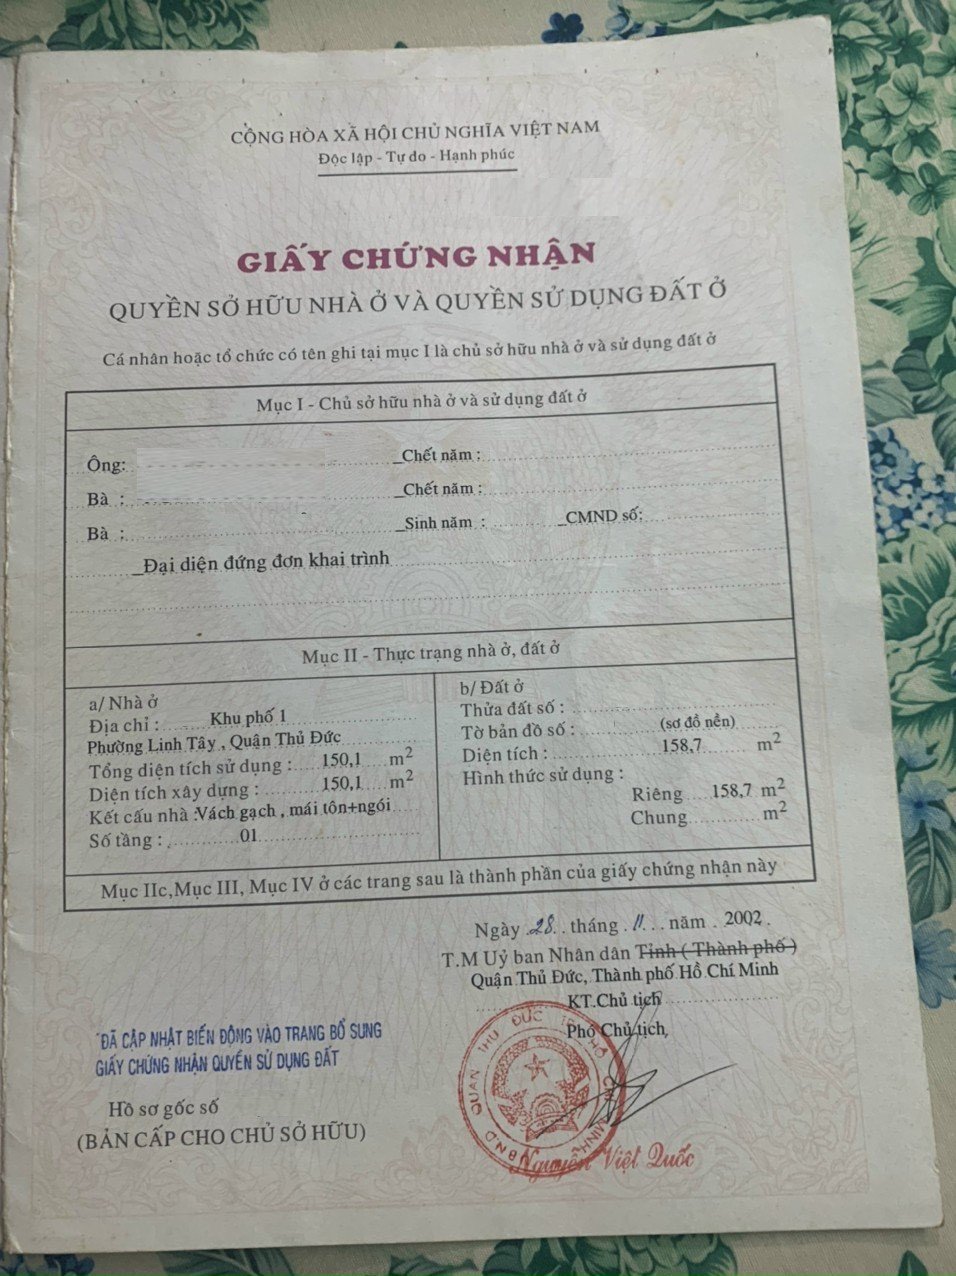 CỘNG HÒA XÃ HỘI CHỦ NGHĨA VIỆT NAM
Độc lập - Tự do - Hạnh phúc
GIẤY CHỨNG NHẬN
QUYỀN SỞ HỮU NHÀ Ở VÀ QUYỀN SỬ DỤNG ĐẤT Ở
Cá nhân hoặc tổ chức có tên ghi tại mục I là chủ sở hữu nhà ở và sử dụng đất ở
Mục I - Chủ sở hữu nhà ở và sử dụng đất ở
Ông: _Chết năm :
Bà : _Chết năm :
Bà : _Sinh năm : _CMND số:
_Đại diện đứng đơn khai trình
Mục II - Thực trạng nhà ở, đất ở
a/ Nhà ở
Địa chỉ : Khu phố 1
Phường Linh Tây , Quận Thủ Đức
Tổng diện tích sử dụng : 150,1 m²
Diện tích xây dựng : 150,1 m²
Kết cấu nhà :Vách gạch , mái tôn+ngói
Số tầng : 01
b/ Đất ở
Thửa đất số :
Tờ bản đồ số : (sơ đồ nền)
Diện tích : 158,7 m²
Hình thức sử dụng :
Riêng 158,7 m²
Chung m²
Mục IIc,Mục III, Mục IV ở các trang sau là thành phần của giấy chứng nhận này
Ngày 28 tháng 11 năm 2002
T.M Uỷ ban Nhân dân Tỉnh ( Thành phố )
Quận Thủ Đức, Thành phố Hồ Chí Minh
KT.Chủ tịch
Phó Chủ tịch
Nguyễn Việt Quốc
ĐÃ CẬP NHẬT BIẾN ĐỘNG VÀO TRANG BỔ SUNG
GIẤY CHỨNG NHẬN QUYỀN SỬ DỤNG ĐẤT
Hồ sơ gốc số
(BẢN CẤP CHO CHỦ SỞ HỮU)